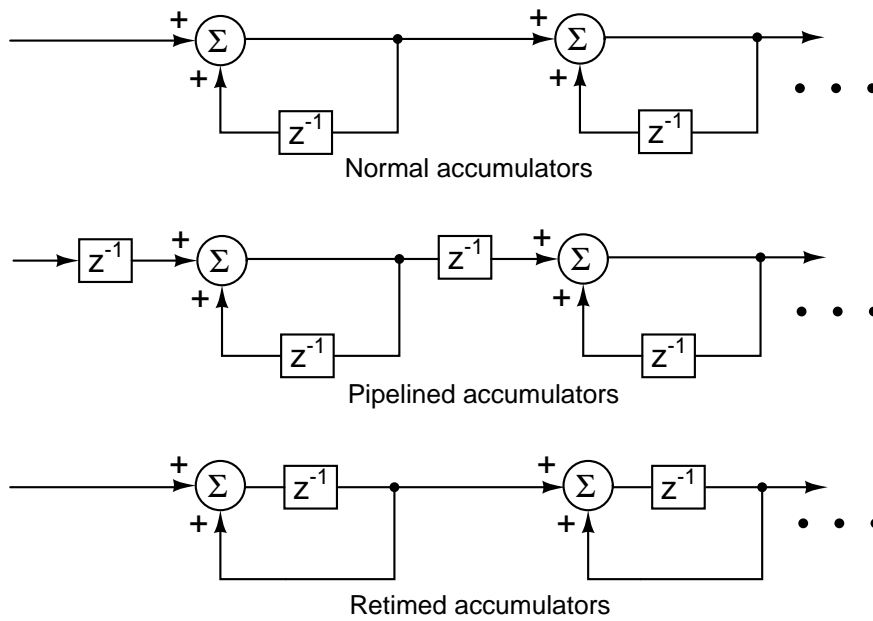 + Σ + Σ
+ +
z⁻¹ z⁻¹
Normal accumulators
z⁻¹ + Σ z⁻¹ + Σ
+ +
z⁻¹ z⁻¹
Pipelined accumulators
+ Σ z⁻¹ + Σ z⁻¹
+ +
Retimed accumulators